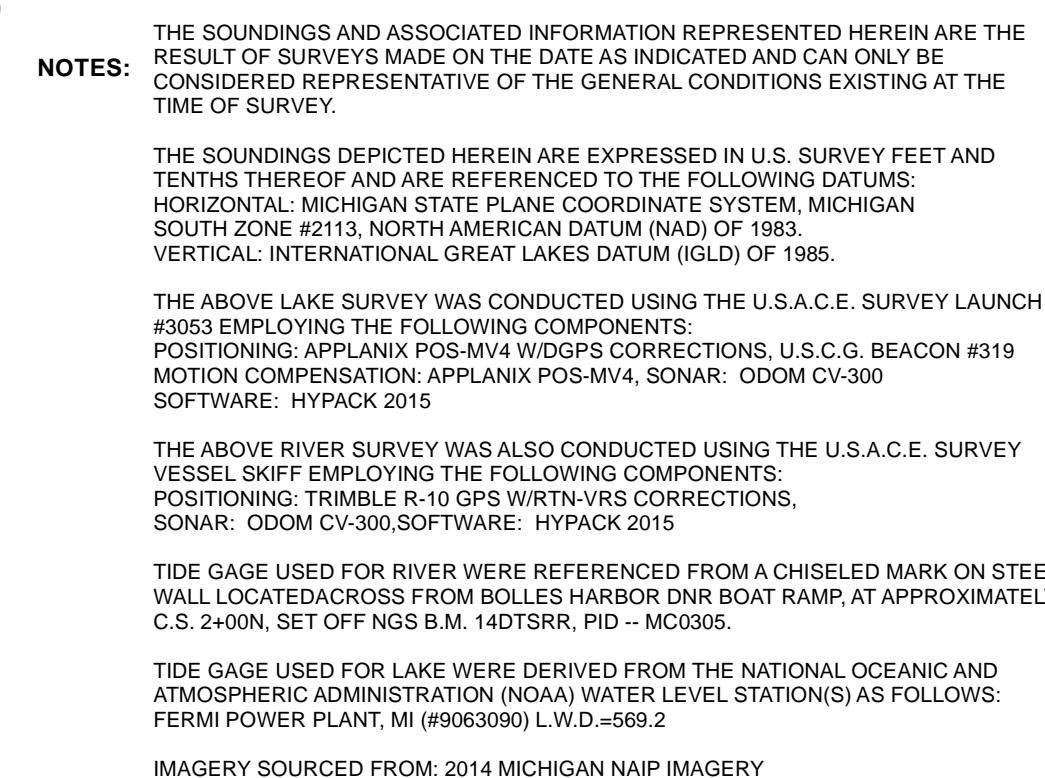 THE SOUNDINGS AND ASSOCIATED INFORMATION REPRESENTED HEREIN ARE THE
NOTES: RESULT OF SURVEYS MADE ON THE DATE AS INDICATED AND CAN ONLY BE
CONSIDERED REPRESENTATIVE OF THE GENERAL CONDITIONS EXISTING AT THE
TIME OF SURVEY.
THE SOUNDINGS DEPICTED HEREIN ARE EXPRESSED IN U.S. SURVEY FEET AND
TENTHS THEREOF AND ARE REFERENCED TO THE FOLLOWING DATUMS:
HORIZONTAL: MICHIGAN STATE PLANE COORDINATE SYSTEM, MICHIGAN
SOUTH ZONE #2113, NORTH AMERICAN DATUM (NAD) OF 1983.
VERTICAL: INTERNATIONAL GREAT LAKES DATUM (IGLD) OF 1985.
THE ABOVE LAKE SURVEY WAS CONDUCTED USING THE U.S.A.C.E. SURVEY LAUNCH
#3053 EMPLOYING THE FOLLOWING COMPONENTS:
POSITIONING: APPLANIX POS-MV4 W/DGPS CORRECTIONS, U.S.C.G. BEACON #319
MOTION COMPENSATION: APPLANIX POS-MV4, SONAR: ODOM CV-300
SOFTWARE: HYPACK 2015
THE ABOVE RIVER SURVEY WAS ALSO CONDUCTED USING THE U.S.A.C.E. SURVEY
VESSEL SKIFF EMPLOYING THE FOLLOWING COMPONENTS:
POSITIONING: TRIMBLE R-10 GPS W/RTN-VRS CORRECTIONS,
SONAR: ODOM CV-300,SOFTWARE: HYPACK 2015
TIDE GAGE USED FOR RIVER WERE REFERENCED FROM A CHISELED MARK ON STEE
WALL LOCATEDACROSS FROM BOLLES HARBOR DNR BOAT RAMP, AT APPROXIMATELY
C.S. 2+00N, SET OFF NGS B.M. 14DTSRR, PID -- MC0305.
TIDE GAGE USED FOR LAKE WERE DERIVED FROM THE NATIONAL OCEANIC AND
ATMOSPHERIC ADMINISTRATION (NOAA) WATER LEVEL STATION(S) AS FOLLOWS:
FERMI POWER PLANT, MI (#9063090) L.W.D.=569.2
IMAGERY SOURCED FROM: 2014 MICHIGAN NAIP IMAGERY